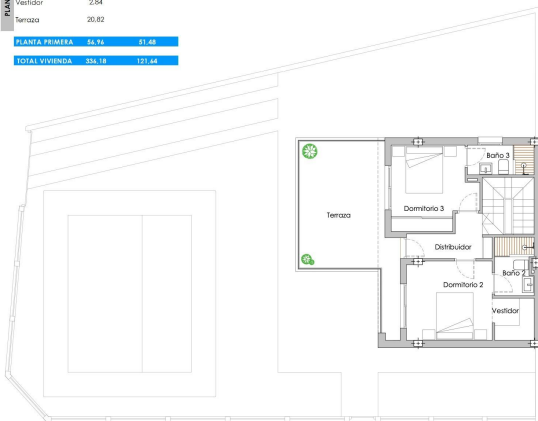 PLAN
Vestidor 2,84
Terraza 20,82
PLANTA PRIMERA 56,96 51,48
TOTAL VIVIENDA 336,18 121,64
Baño 3
Dormitorio 3
Terraza
Distribuidor
Baño 2
Dormitorio 2
Vestidor